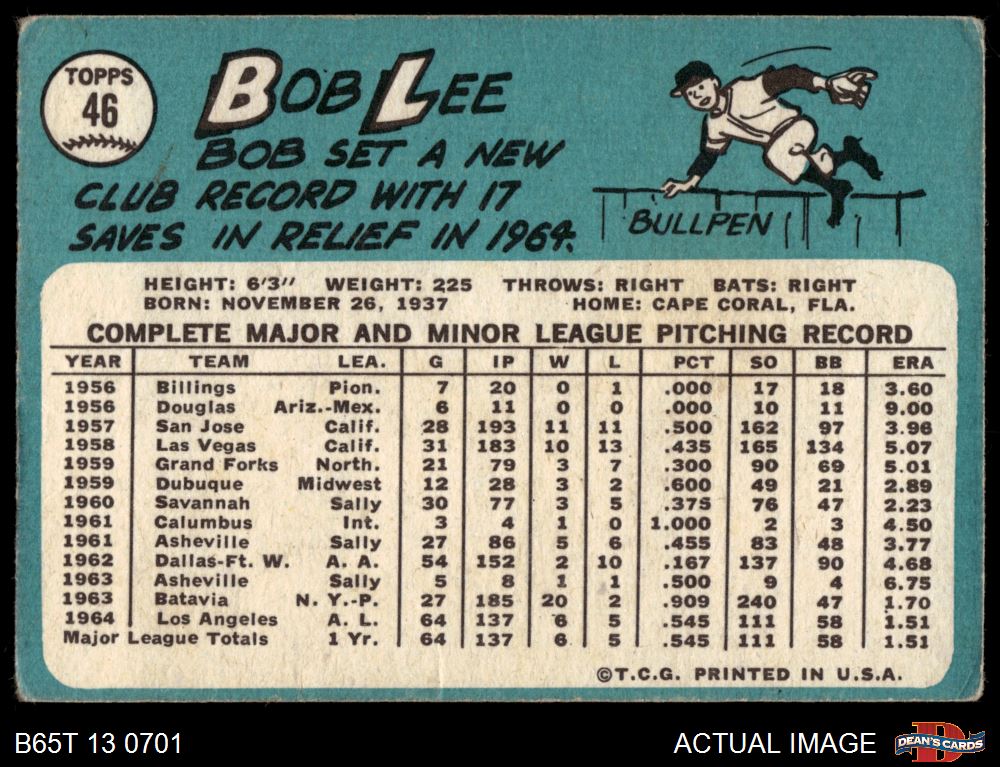 TOPPS
46
BOB LEE
BOB SET A NEW
CLUB RECORD WITH 17
SAVES IN RELIEF IN 1964.
BULLPEN
HEIGHT: 6'3" WEIGHT: 225 THROWS: RIGHT BATS: RIGHT
BORN: NOVEMBER 26, 1937 HOME: CAPE CORAL, FLA.
COMPLETE MAJOR AND MINOR LEAGUE PITCHING RECORD
YEAR TEAM LEA. G IP W L PCT SO BB ERA
1956 Billings Pion. 7 20 0 1 .000 17 18 3.60
1956 Douglas Ariz.-Mex. 6 11 0 0 .000 10 11 9.00
1957 San Jose Calif. 28 193 11 11 .500 162 97 3.96
1958 Las Vegas Calif. 31 183 10 13 .435 165 134 5.07
1959 Grand Forks North. 21 79 3 7 .300 90 69 5.01
1959 Dubuque Midwest 12 28 3 2 .600 49 21 2.89
1960 Savannah Sally 30 77 3 5 .375 76 47 2.23
1961 Calumbus Int. 3 4 1 0 1.000 2 3 4.50
1961 Asheville Sally 27 86 5 6 .455 83 48 3.77
1962 Dallas-Ft. W. A. A. 54 152 2 10 .167 137 90 4.68
1963 Asheville Sally 5 8 1 1 .500 9 4 6.75
1963 Batavia N. Y.-P. 27 185 20 2 .909 240 47 1.70
1964 Los Angeles A. L. 64 137 6 5 .545 111 58 1.51
Major League Totals 1 Yr. 64 137 6 5 .545 111 58 1.51
©T.C.G. PRINTED IN U.S.A.
B65T 13 0701 ACTUAL IMAGE
DEAN'S CARDS